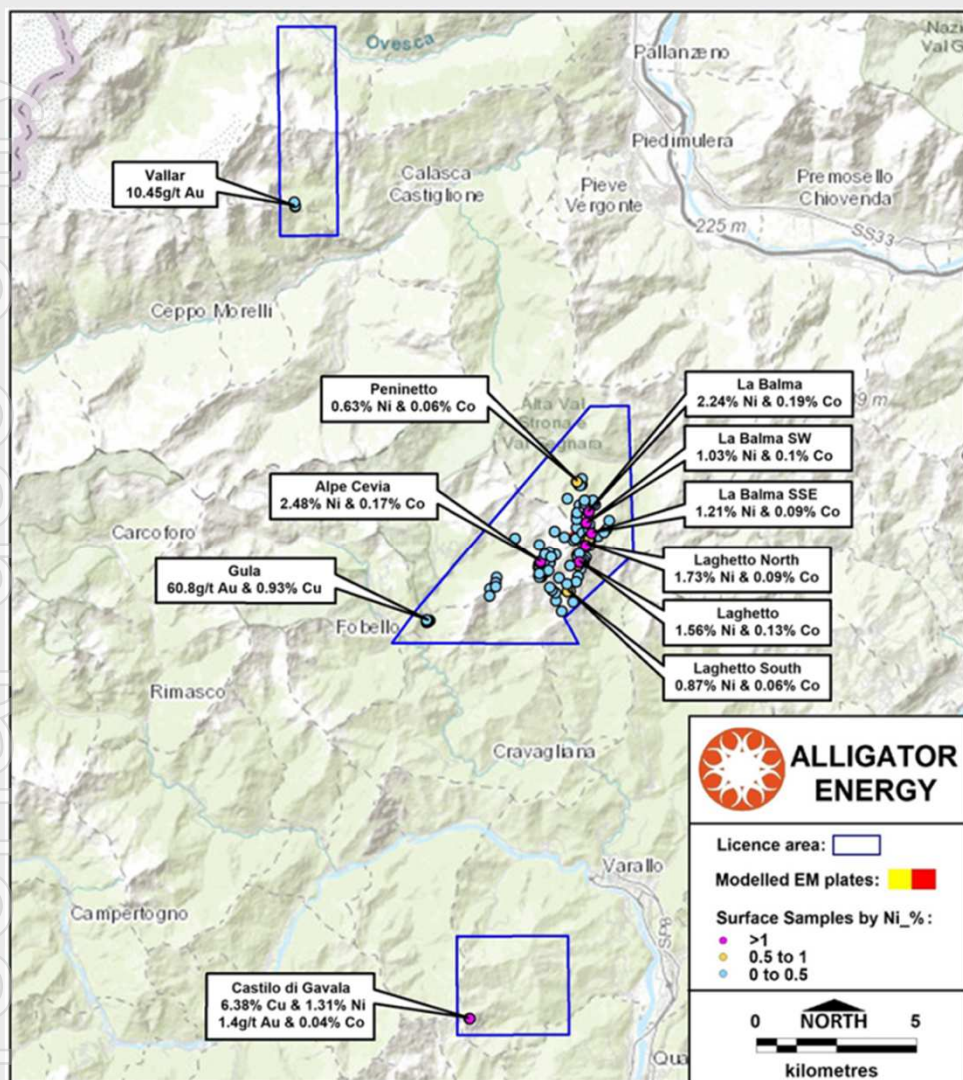 Ovesca
Pallanzeno
Piedimulera
Vallar
10.45g/t Au
Calasca
Castiglione
Pieve
Vergonte
Premosello
Chiovenda
225 m
SS33
Ceppo Morelli
Peninetto
0.63% Ni & 0.06% Co
La Balma
2.24% Ni & 0.19% Co
Alta Val
La Balma SW
1.03% Ni & 0.1% Co
Alpe Cevia
2.48% Ni & 0.17% Co
La Balma SSE
1.21% Ni & 0.09% Co
Carcoforo
Laghetto North
1.73% Ni & 0.09% Co
Gula
60.8g/t Au & 0.93% Cu
Laghetto
1.56% Ni & 0.13% Co
Fobello
Laghetto South
0.87% Ni & 0.06% Co
Rimasco
Cravagliana
ALLIGATOR
ENERGY
Varallo
Licence area:
Modelled EM plates:
Campertogno
Surface Samples by Ni_%:
>1
0.5 to 1
0 to 0.5
Castilo di Gavala
6.38% Cu & 1.31% Ni
1.4g/t Au & 0.04% Co
0 NORTH 5
kilometres